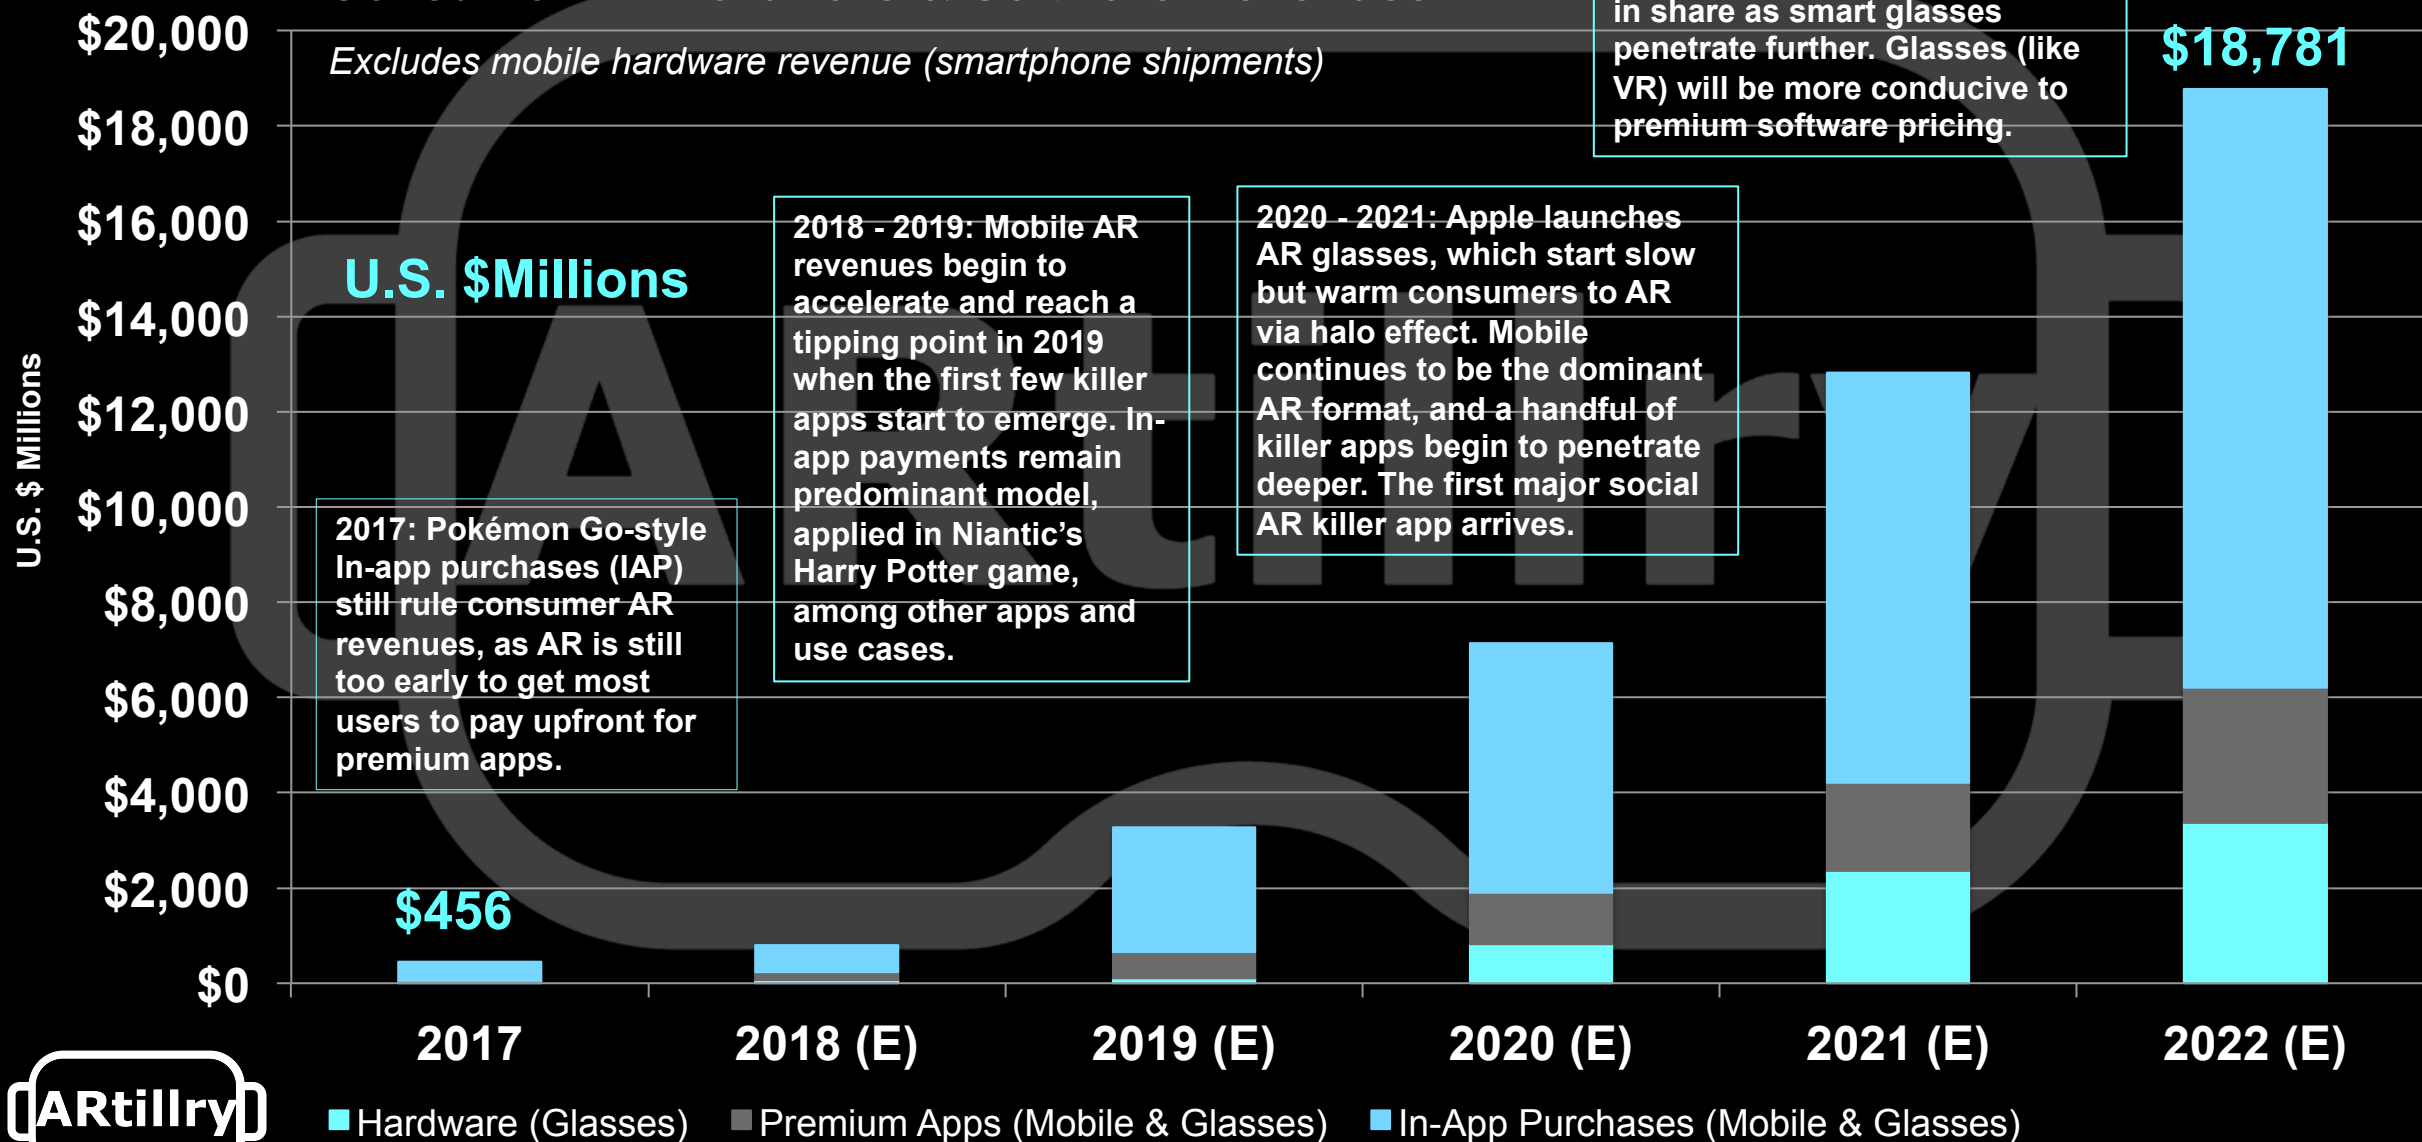 in share as smart glasses
penetrate further. Glasses (like
VR) will be more conducive to
premium software pricing.
Excludes mobile hardware revenue (smartphone shipments)
$18,781
$20,000
$18,000
$16,000
$14,000
$12,000
$10,000
$8,000
$6,000
$4,000
$2,000
$0
U.S. $ Millions
U.S. $Millions
2017: Pokémon Go-style
In-app purchases (IAP)
still rule consumer AR
revenues, as AR is still
too early to get most
users to pay upfront for
premium apps.
2018 - 2019: Mobile AR
revenues begin to
accelerate and reach a
tipping point in 2019
when the first few killer
apps start to emerge. In-
app payments remain
predominant model,
applied in Niantic’s
Harry Potter game,
among other apps and
use cases.
2020 - 2021: Apple launches
AR glasses, which start slow
but warm consumers to AR
via halo effect. Mobile
continues to be the dominant
AR format, and a handful of
killer apps begin to penetrate
deeper. The first major social
AR killer app arrives.
ARtillry
$456
2017
2018 (E)
2019 (E)
2020 (E)
2021 (E)
2022 (E)
ARtillry
Hardware (Glasses)
Premium Apps (Mobile & Glasses)
In-App Purchases (Mobile & Glasses)